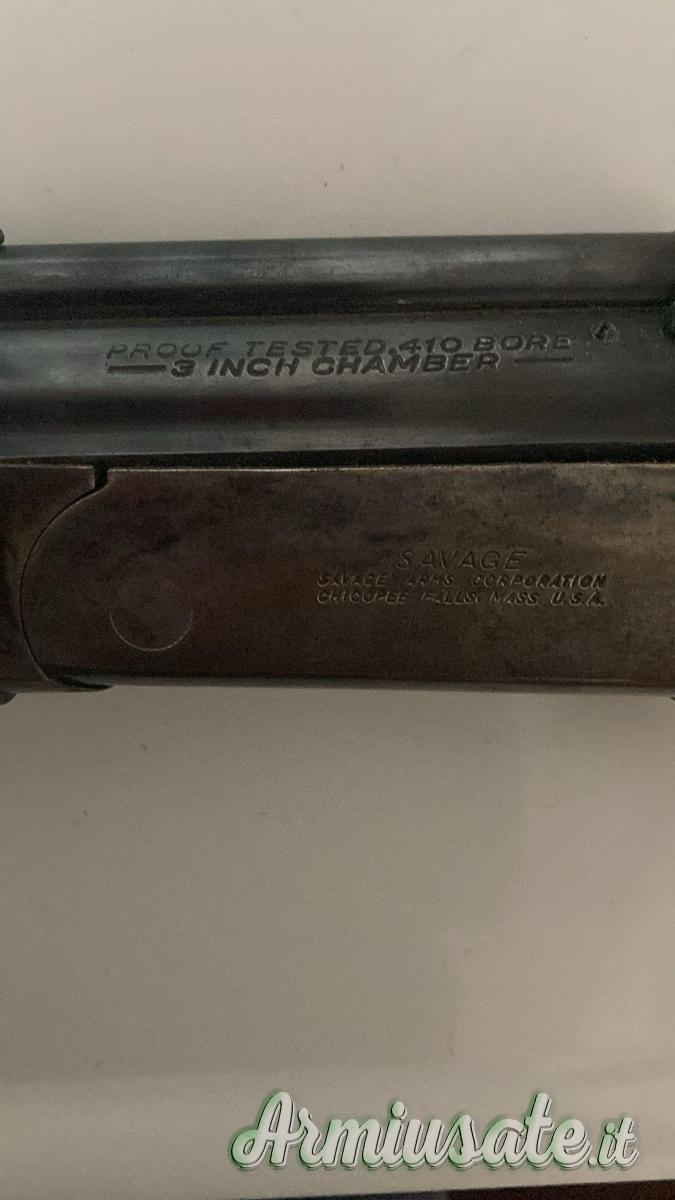 PROOF TESTED .410 BORE
3 INCH CHAMBER
SAVAGE
SAVAGE ARMS CORPORATION
CHICOPEE FALLS, MASS. U.S.A.
Armiusate.it